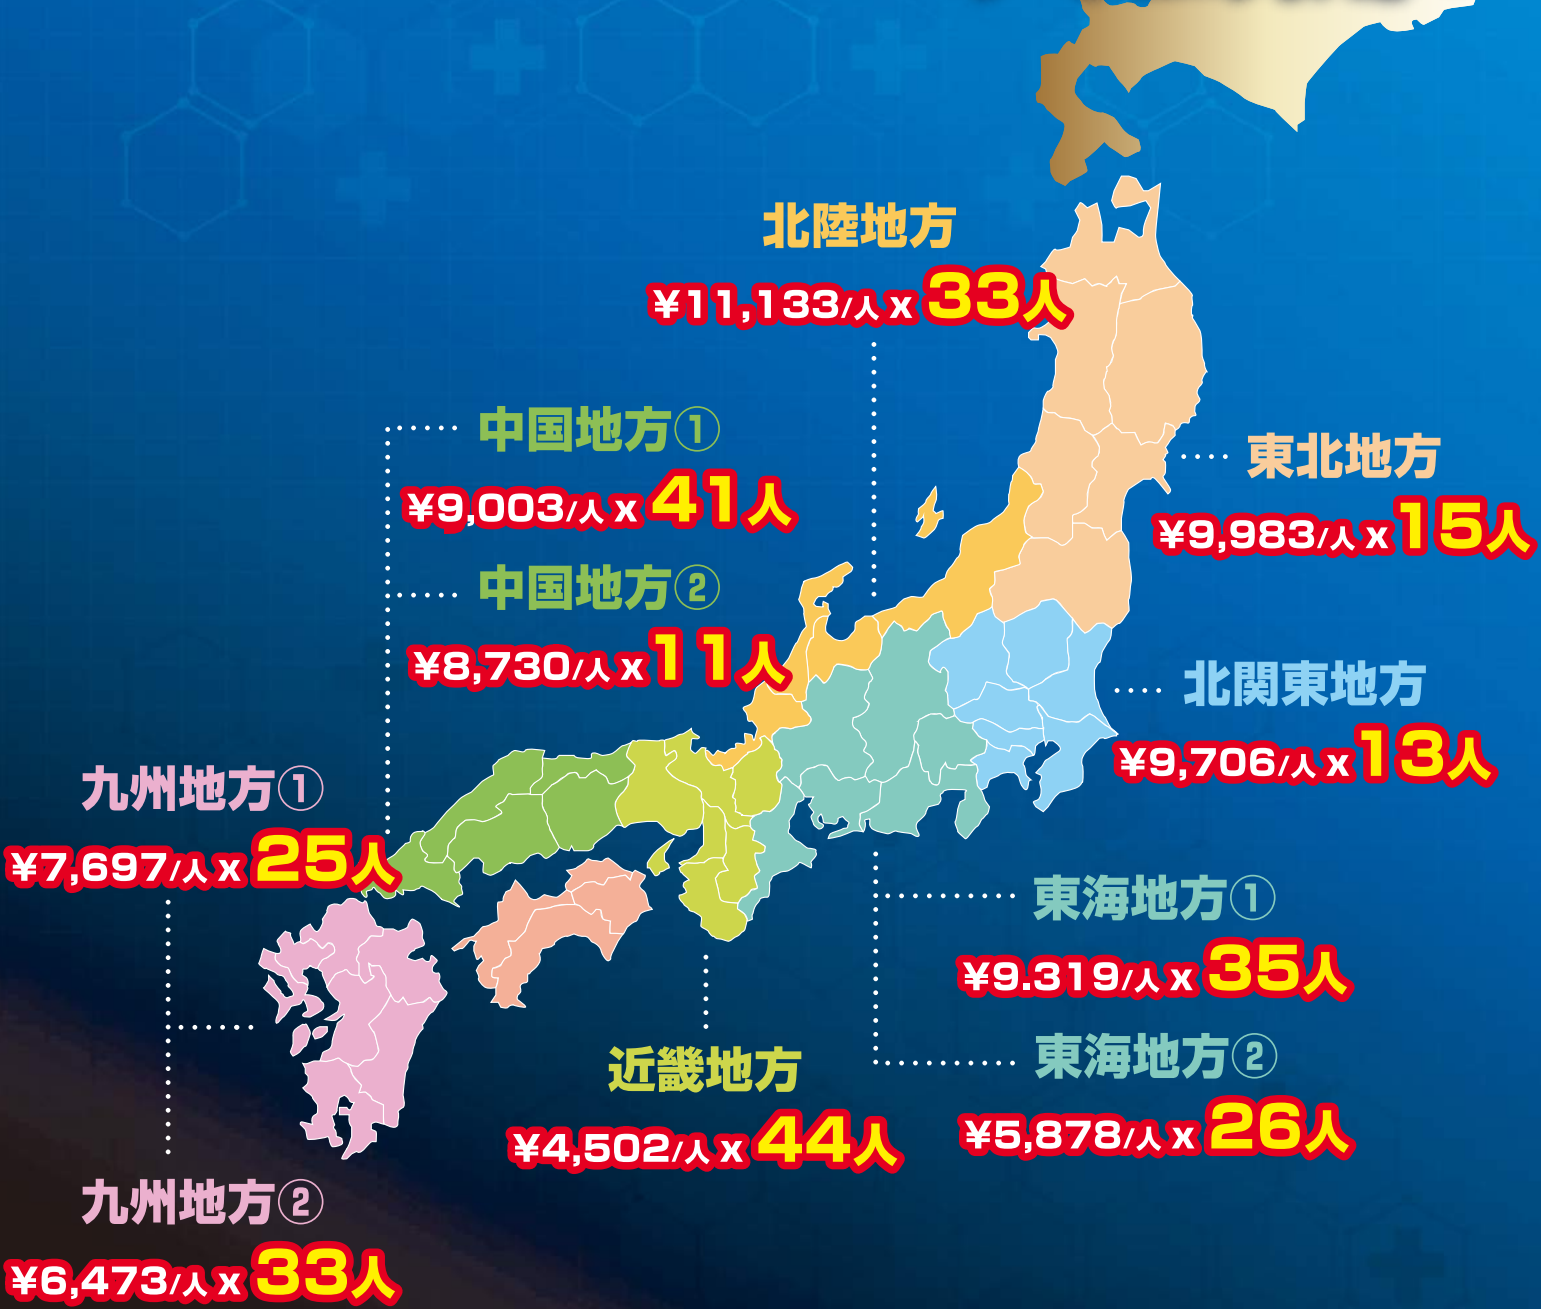 北陸地方
¥11,133/人 x 33人
中国地方①
¥9,003/人 x 41人
東北地方
¥9,983/人 x 15人
中国地方②
¥8,730/人 x 11人
北関東地方
¥9,706/人 x 13人
九州地方①
¥7,697/人 x 25人
東海地方①
¥9.319/人 x 35人
東海地方②
¥5,878/人 x 26人
近畿地方
¥4,502/人 x 44人
九州地方②
¥6,473/人 x 33人